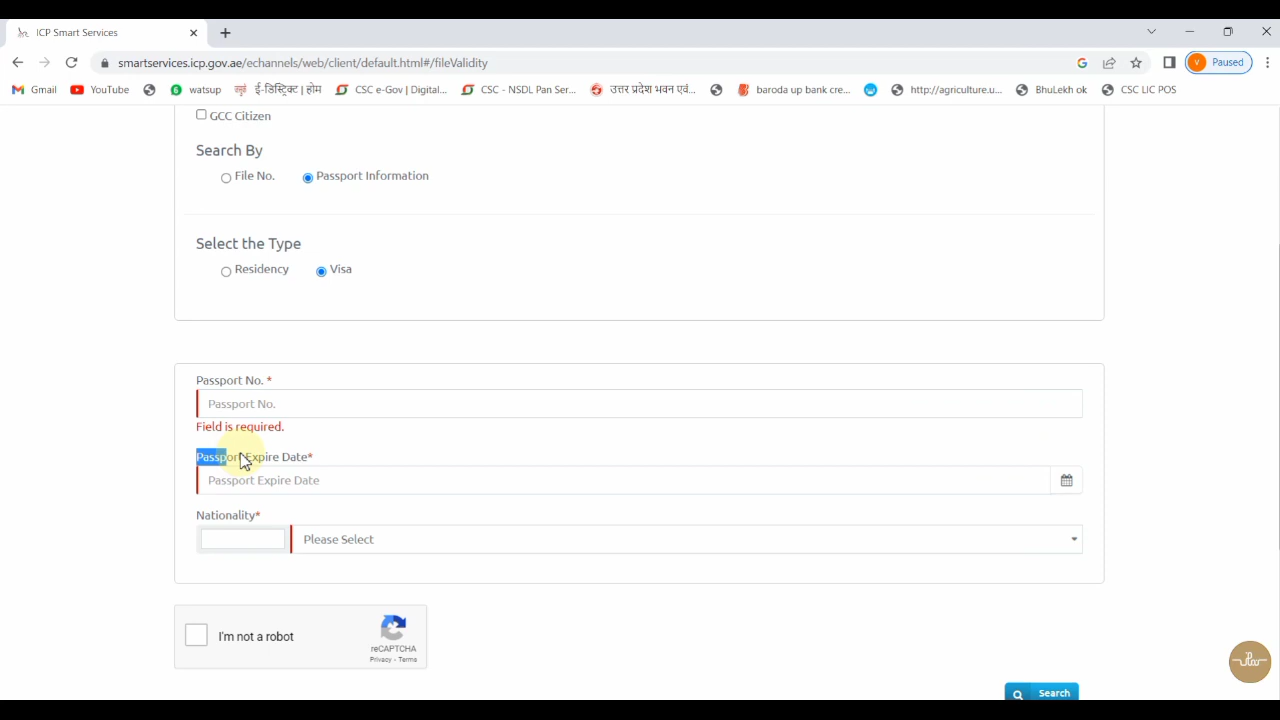 ICP Smart Services
smartservices.icp.gov.ae/echannels/web/client/default.html#/fileValidity
V Paused
Gmail YouTube watsup ई-डिस्ट्रिक्ट | होम CSC e-Gov | Digital... CSC - NSDL Pan Ser... उत्तर प्रदेश भवन एवं... baroda up bank cre... http://agriculture.u... BhuLekh ok CSC LIC POS
GCC Citizen
Search By
File No. Passport Information
Select the Type
Residency Visa
Passport No. *
Passport No.
Field is required.
Passport Expire Date*
Passport Expire Date
Nationality*
Please Select
I'm not a robot
reCAPTCHA
Privacy - Terms
Search